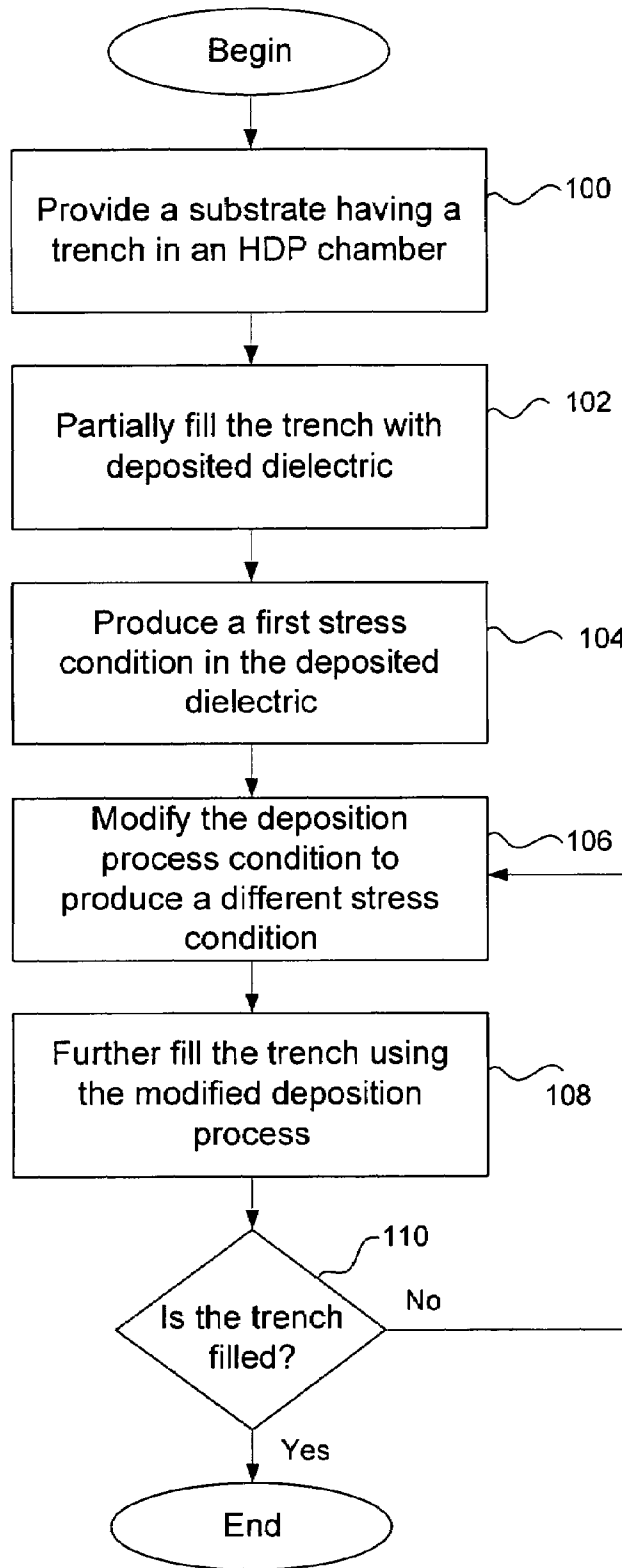 Begin
Provide a substrate having a
trench in an HDP chamber
100
Partially fill the trench with
deposited dielectric
102
Produce a first stress
condition in the deposited
dielectric
104
Modify the deposition
process condition to
produce a different stress
condition
106
Further fill the trench using
the modified deposition
process
108
110
Is the trench
filled?
No
Yes
End